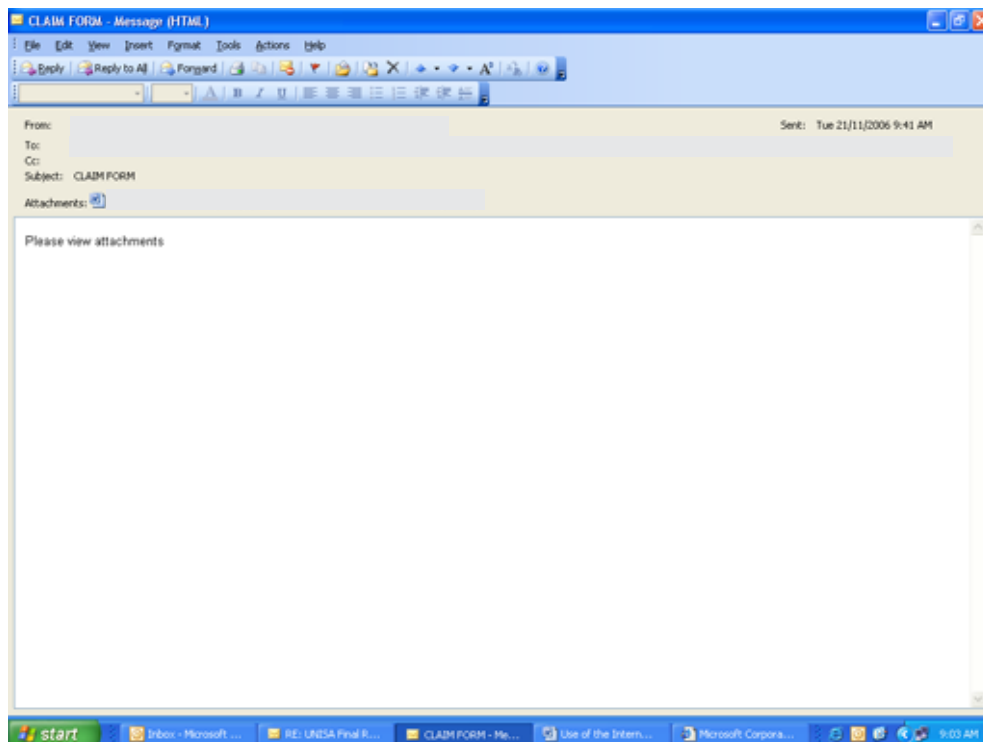 CLAIM FORM - Message (HTML)
File Edit View Insert Format Tools Actions Help
Reply Reply to All Forward
A B I U
From: Sent: Tue 21/11/2006 9:41 AM
To:
Cc:
Subject: CLAIM FORM
Attachments:
Please view attachments
start Inbox - Microsoft ... RE: UNISA Final R... CLAIM FORM - Me... Use of the Intern... Microsoft Corpora... 9:03 AM